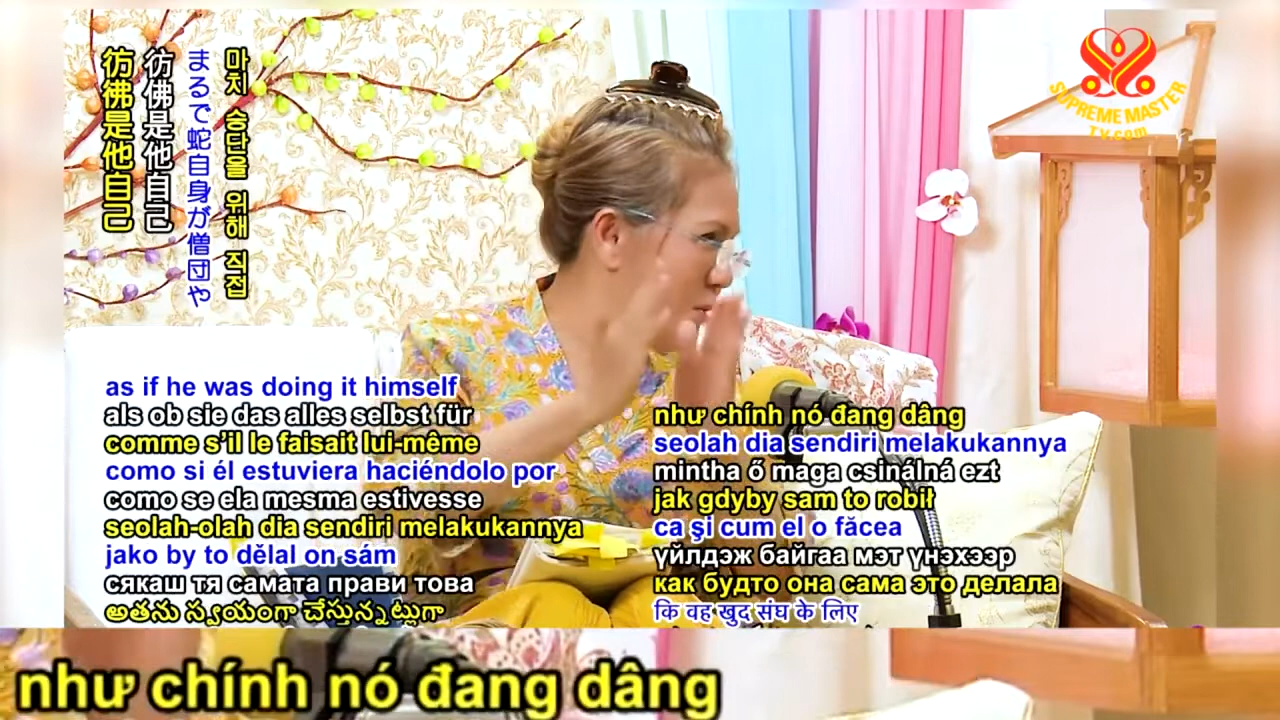 彷彿是他自己
彷佛是他自己
まるで蛇自身が僧団や
마치 승단을 위해 직접
SUPREME MASTER
TV.com
as if he was doing it himself
als ob sie das alles selbst für
comme s'il le faisait lui-même
como si él estuviera haciéndolo por
como se ela mesma estivesse
seolah-olah dia sendiri melakukannya
jako by to dělal on sám
сякаш тя самата прави това
అతను స్వయంగా చేస్తున్నట్లుగా
như chính nó đang dâng
seolah dia sendiri melakukannya
mintha ő maga csinálná ezt
jak gdyby sam to robił
ca şi cum el o făcea
үйлдэж байгаа мэт үнэхээр
как будто она сама это делала
कि वह खुद संघ के लिए
như chính nó đang dâng